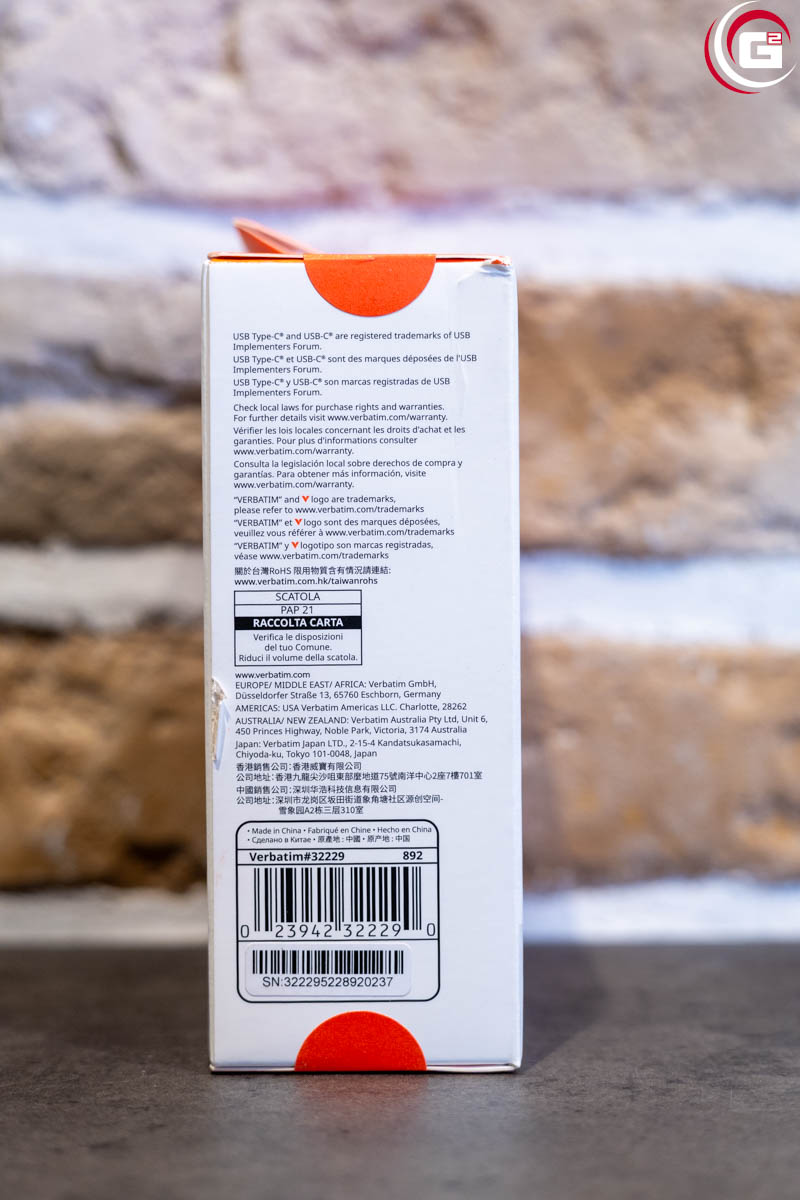 G2
USB Type-C® and USB-C® are registered trademarks of USB
Implementers Forum.
USB Type-C® et USB-C® sont des marques déposées de l'USB
Implementers Forum.
USB Type-C® y USB-C® son marcas registradas de USB
Implementers Forum.
Check local laws for purchase rights and warranties.
For further details visit www.verbatim.com/warranty.
Vérifier les lois locales concernant les droits d'achat et les
garanties. Pour plus d'informations consulter
www.verbatim.com/warranty.
Consulta la legislación local sobre derechos de compra y
garantías. Para obtener más información, visite
www.verbatim.com/warranty.
“VERBATIM” and logo are trademarks,
please refer to www.verbatim.com/trademarks
“VERBATIM” et logo sont des marques déposées,
veuillez vous référer à www.verbatim.com/trademarks
“VERBATIM” y logotipo son marcas registradas,
véase www.verbatim.com/trademarks
關於台灣RoHS 限用物質含有情況請連結:
www.verbatim.com.hk/taiwanrohs
SCATOLA
PAP 21
RACCOLTA CARTA
Verifica le disposizioni
del tuo Comune.
Riduci il volume della scatola.
www.verbatim.com
EUROPE/ MIDDLE EAST/ AFRICA: Verbatim GmbH,
Düsseldorfer Straße 13, 65760 Eschborn, Germany
AMERICAS: USA Verbatim Americas LLC. Charlotte, 28262
AUSTRALIA/ NEW ZEALAND: Verbatim Australia Pty Ltd, Unit 6,
450 Princes Highway, Noble Park, Victoria, 3174 Australia
Japan: Verbatim Japan LTD., 2-15-4 Kandatsukasamachi,
Chiyoda-ku, Tokyo 101-0048, Japan
香港銷售公司:香港威寶有限公司
公司地址:香港九龍尖沙咀東部麼地道75號南洋中心2座7樓701室
中國銷售公司:深圳华浩科技信息有限公司
公司地址:深圳市龙岗区坂田街道象角塘社区源创空间-
雪象园A2栋三层310室
• Made in China • Fabriqué en Chine • Hecho en China
• Сделано в Китае • 原產地 : 中國 • 原产地 : 中国
Verbatim#32229 892
0 23942 32229 0
SN:322295228920237